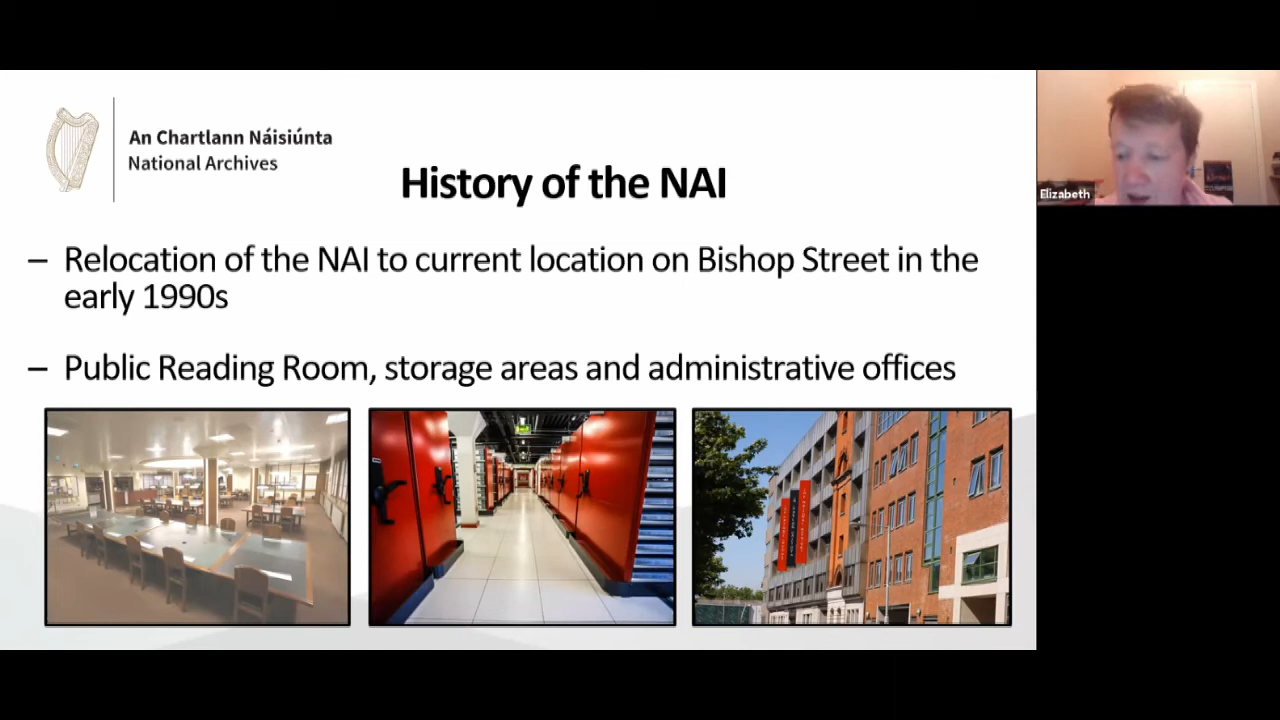 An Chartlann Náisiúnta
National Archives
History of the NAI
– Relocation of the NAI to current location on Bishop Street in the
early 1990s
– Public Reading Room, storage areas and administrative offices
Elizabeth